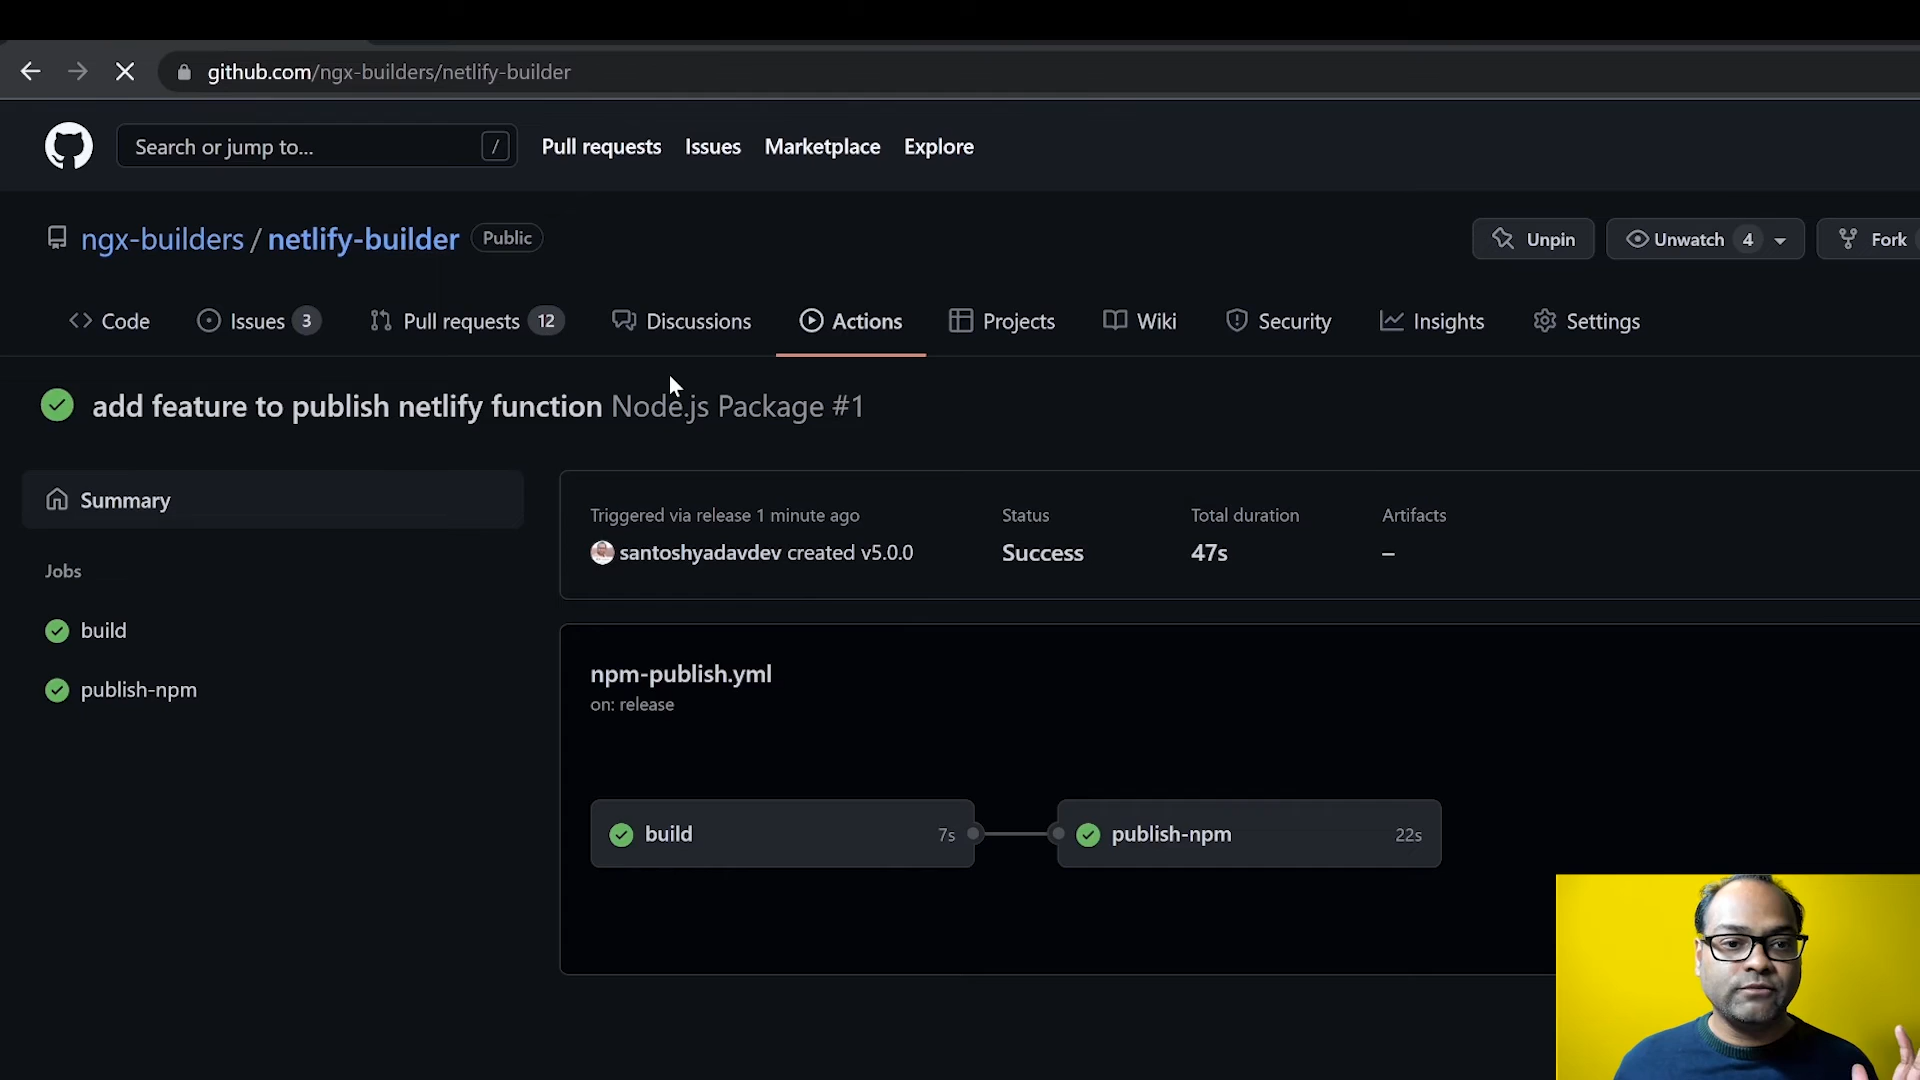 github.com/ngx-builders/netlify-builder
Search or jump to... /
Pull requests Issues Marketplace Explore
ngx-builders / netlify-builder Public
Unpin Unwatch 4 Fork
Code Issues 3 Pull requests 12 Discussions Actions Projects Wiki Security Insights Settings
add feature to publish netlify function Node.js Package #1
Summary
Triggered via release 1 minute ago Status Total duration Artifacts
santoshyadavdev created v5.0.0 Success 47s –
Jobs
build
publish-npm
npm-publish.yml
on: release
build 7s publish-npm 22s